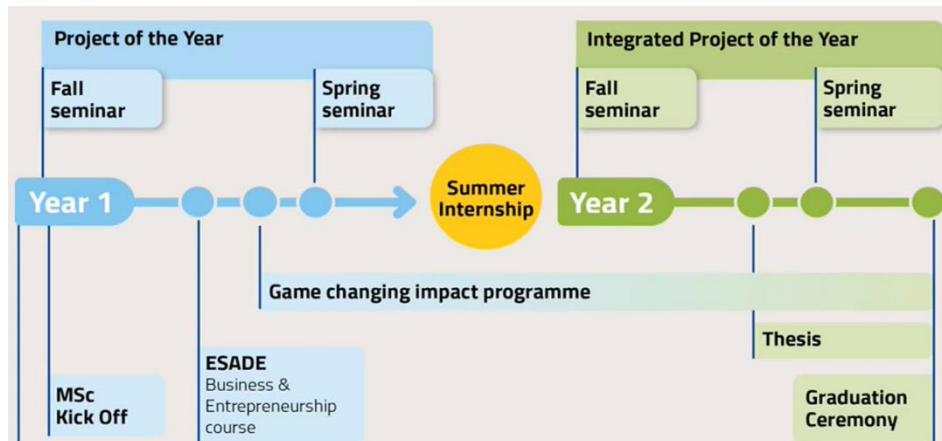 Project of the Year
Integrated Project of the Year
Fall
seminar
Spring
seminar
Fall
seminar
Spring
seminar
Year 1
Summer
Internship
Year 2
Game changing impact programme
Thesis
MSc
Kick Off
ESADE
Business &
Entrepreneurship
course
Graduation
Ceremony